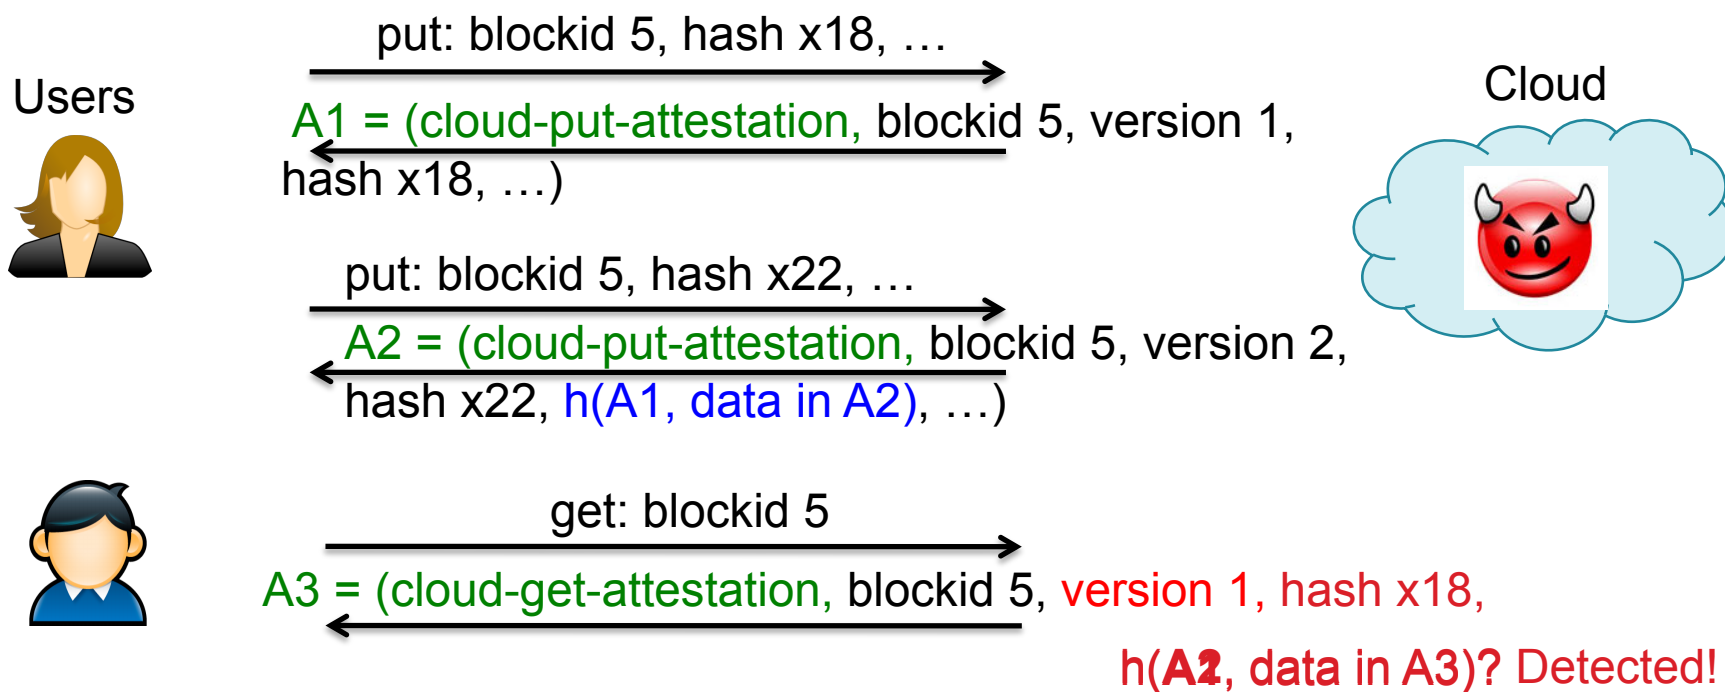 put: blockid 5, hash x18, …
Users
Cloud
A1 = (cloud-put-attestation, blockid 5, version 1,
hash x18, …)
put: blockid 5, hash x22, …
A2 = (cloud-put-attestation, blockid 5, version 2,
hash x22, h(A1, data in A2), …)
get: blockid 5
A3 = (cloud-get-attestation, blockid 5, version 1, hash x18,
h(, data in A3)? Detected!